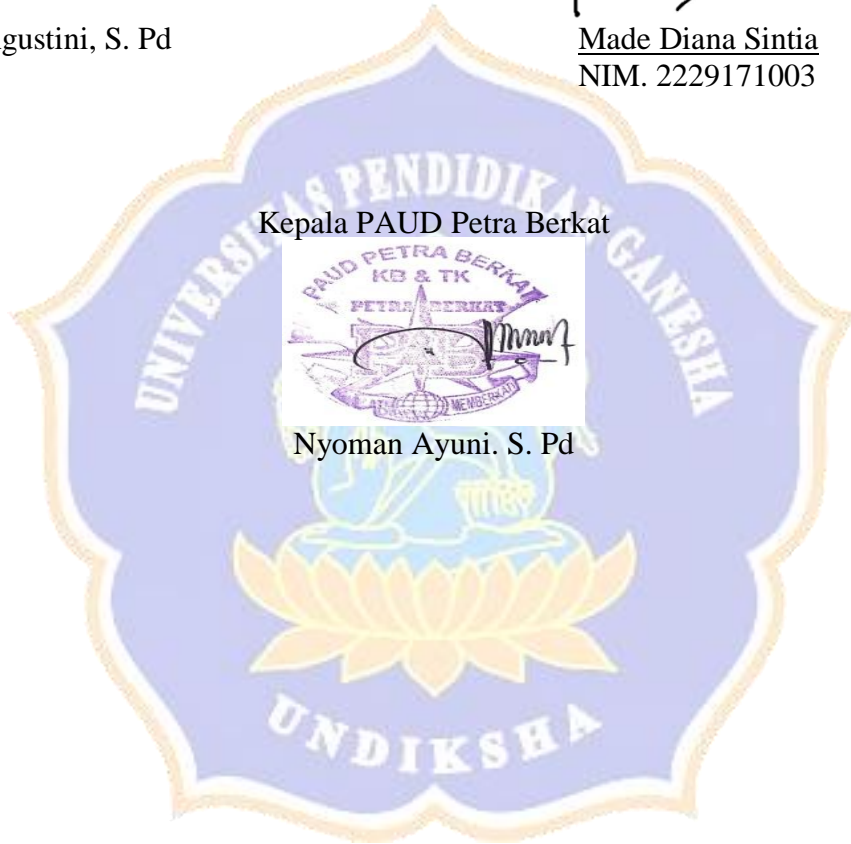 gustini, S. Pd
Made Diana Sintia
NIM. 2229171003
UNIVERSITAS PENDIDIKAN GANESHA
Kepala PAUD Petra Berkat
PAUD PETRA BERKAT
KB & TK
PETRA BERKAT
MEMBERKATI
Nyoman Ayuni. S. Pd
UNDIKSHA